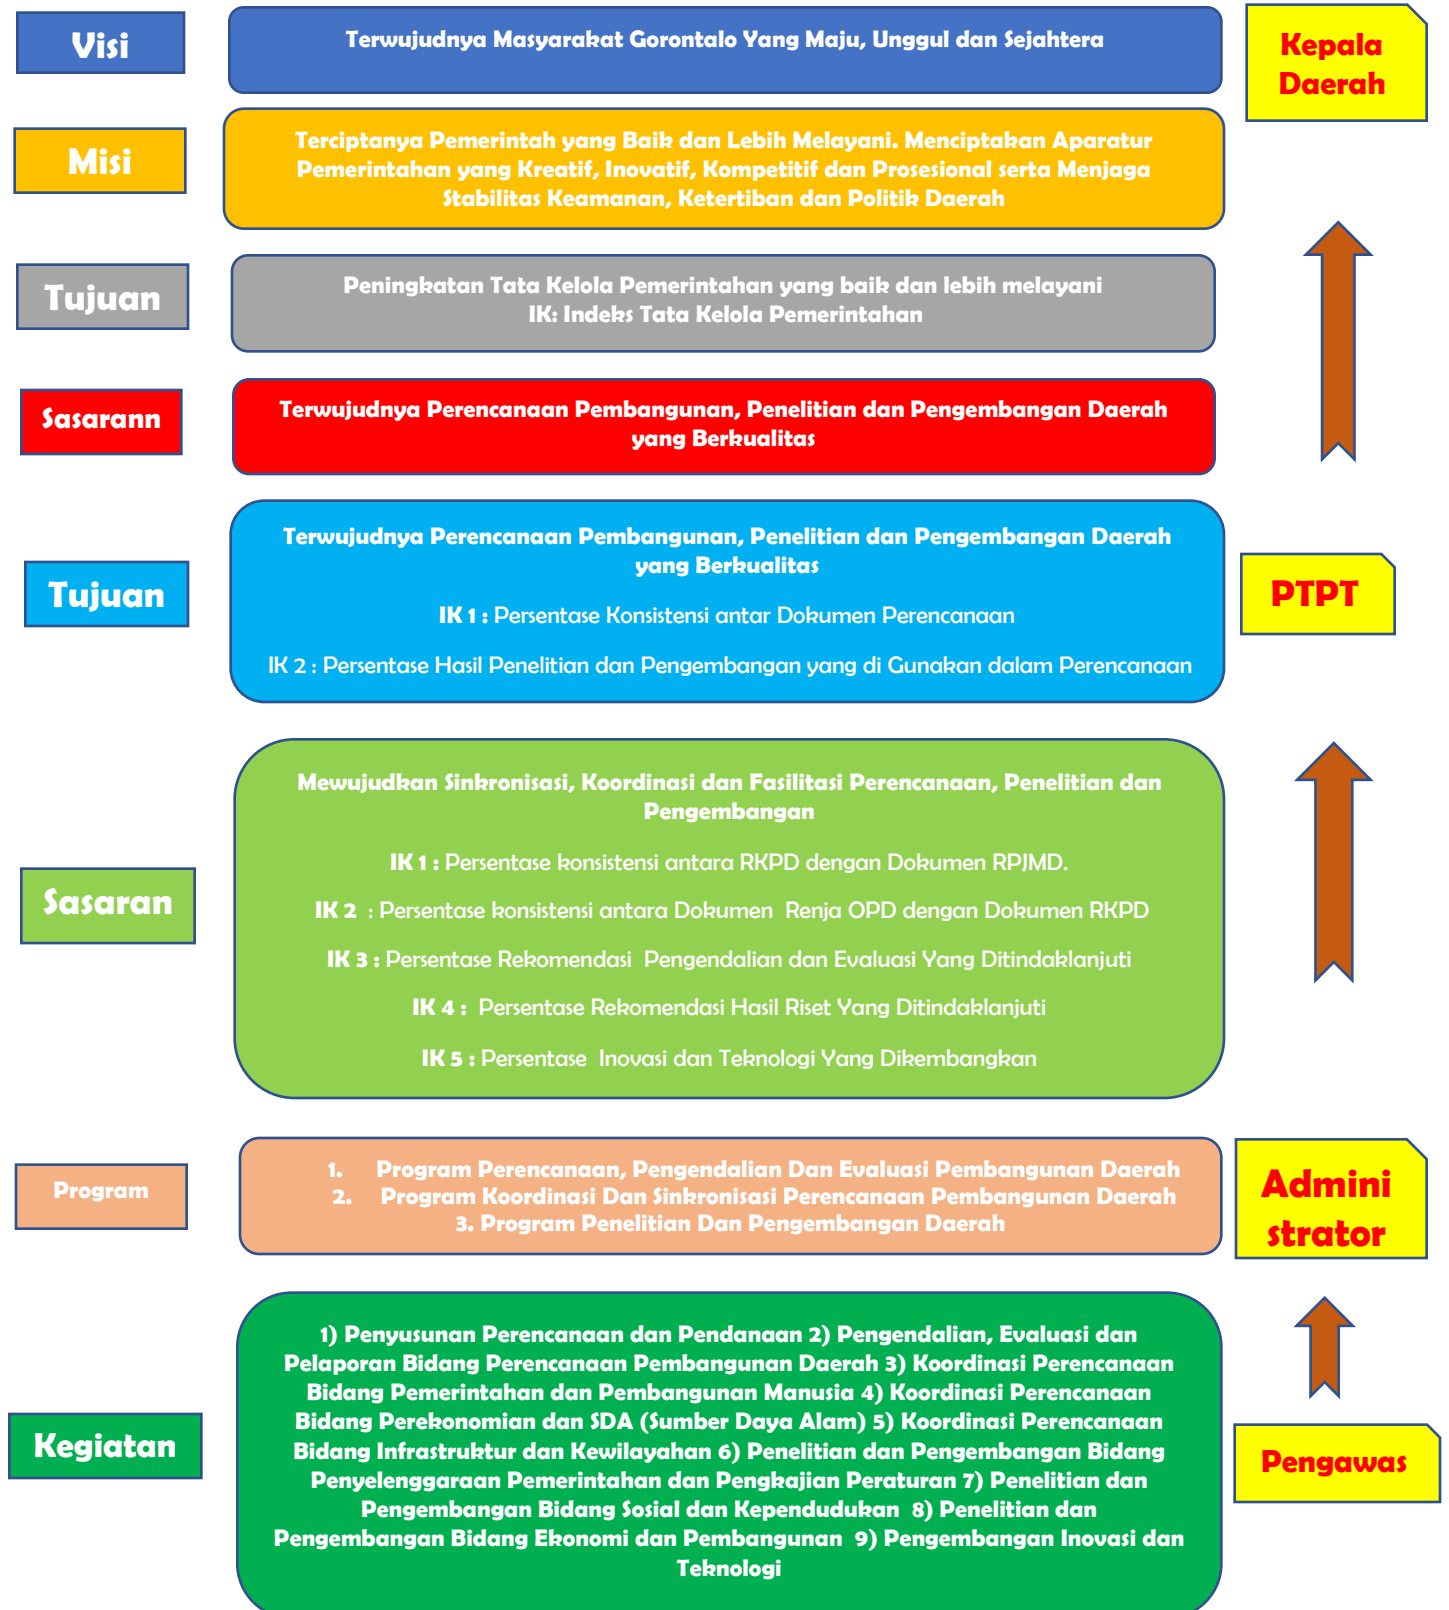 Visi
Terwujudnya Masyarakat Gorontalo Yang Maju, Unggul dan Sejahtera
Kepala
Daerah
Misi
Terciptanya Pemerintah yang Baik dan Lebih Melayani. Menciptakan Aparatur
Pemerintahan yang Kreatif, Inovatif, Kompetitif dan Prosesional serta Menjaga
Stabilitas Keamanan, Ketertiban dan Politik Daerah
Tujuan
Peningkatan Tata Kelola Pemerintahan yang baik dan lebih melayani
IK: Indeks Tata Kelola Pemerintahan
Sasarann
Terwujudnya Perencanaan Pembangunan, Penelitian dan Pengembangan Daerah
yang Berkualitas
Tujuan
Terwujudnya Perencanaan Pembangunan, Penelitian dan Pengembangan Daerah
yang Berkualitas
IK 1 : Persentase Konsistensi antar Dokumen Perencanaan
IK 2 : Persentase Hasil Penelitian dan Pengembangan yang di Gunakan dalam Perencanaan
PTPT
Sasaran
Mewujudkan Sinkronisasi, Koordinasi dan Fasilitasi Perencanaan, Penelitian dan
Pengembangan
IK 1 : Persentase konsistensi antara RKPD dengan Dokumen RPJMD.
IK 2 : Persentase konsistensi antara Dokumen Renja OPD dengan Dokumen RKPD
IK 3 : Persentase Rekomendasi Pengendalian dan Evaluasi Yang Ditindaklanjuti
IK 4 : Persentase Rekomendasi Hasil Riset Yang Ditindaklanjuti
IK 5 : Persentase Inovasi dan Teknologi Yang Dikembangkan
Program
1. Program Perencanaan, Pengendalian Dan Evaluasi Pembangunan Daerah
2. Program Koordinasi Dan Sinkronisasi Perencanaan Pembangunan Daerah
3. Program Penelitian Dan Pengembangan Daerah
Admini
strator
Kegiatan
1) Penyusunan Perencanaan dan Pendanaan 2) Pengendalian, Evaluasi dan
Pelaporan Bidang Perencanaan Pembangunan Daerah 3) Koordinasi Perencanaan
Bidang Pemerintahan dan Pembangunan Manusia 4) Koordinasi Perencanaan
Bidang Perekonomian dan SDA (Sumber Daya Alam) 5) Koordinasi Perencanaan
Bidang Infrastruktur dan Kewilayahan 6) Penelitian dan Pengembangan Bidang
Penyelenggaraan Pemerintahan dan Pengkajian Peraturan 7) Penelitian dan
Pengembangan Bidang Sosial dan Kependudukan 8) Penelitian dan
Pengembangan Bidang Ekonomi dan Pembangunan 9) Pengembangan Inovasi dan
Teknologi
Pengawas